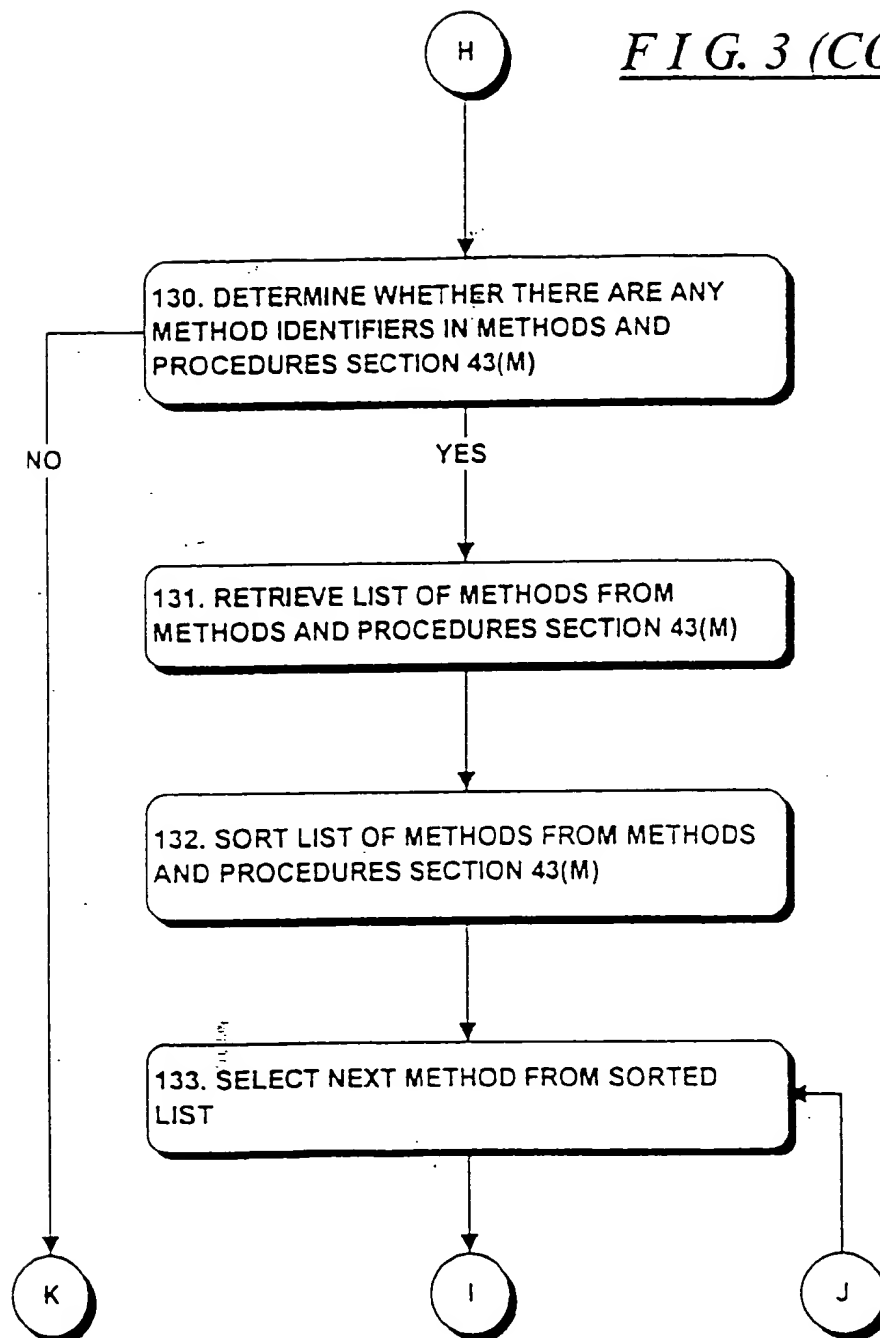 H
F I G. 3 (CO
130. DETERMINE WHETHER THERE ARE ANY
METHOD IDENTIFIERS IN METHODS AND
PROCEDURES SECTION 43(M)
NO
YES
131. RETRIEVE LIST OF METHODS FROM
METHODS AND PROCEDURES SECTION 43(M)
132. SORT LIST OF METHODS FROM METHODS
AND PROCEDURES SECTION 43(M)
133. SELECT NEXT METHOD FROM SORTED
LIST
K
I
J